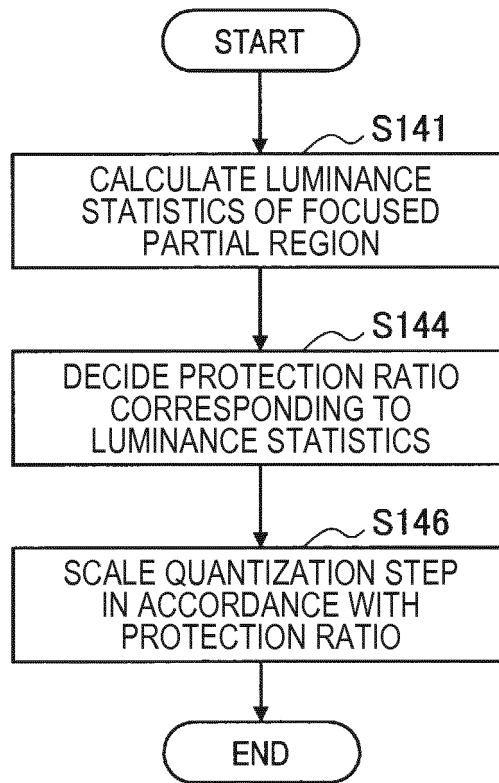 START
S141
CALCULATE LUMINANCE
STATISTICS OF FOCUSED
PARTIAL REGION
S144
DECIDE PROTECTION RATIO
CORRESPONDING TO
LUMINANCE STATISTICS
S146
SCALE QUANTIZATION STEP
IN ACCORDANCE WITH
PROTECTION RATIO
END